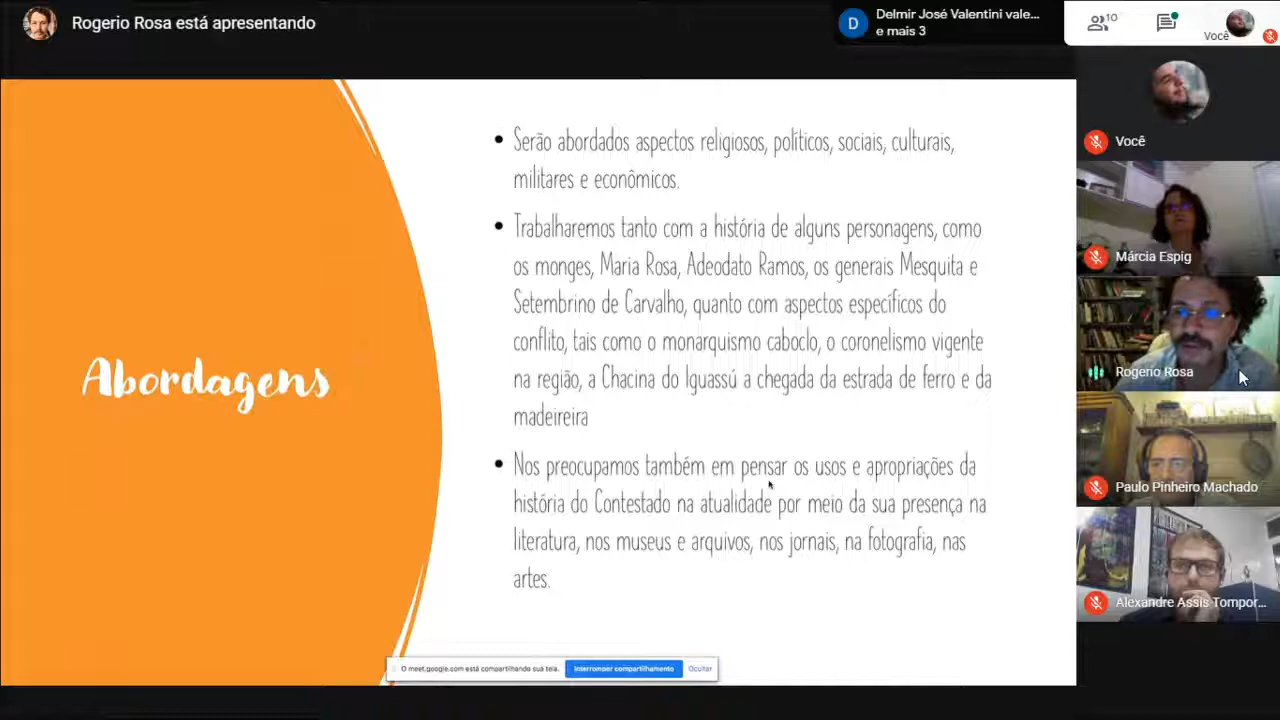 Rogerio Rosa está apresentando
D
Delmir José Valentini vale...
e mais 3
10
Você
Você
Serão abordados aspectos religiosos, políticos, sociais, culturais,
militares e econômicos.
Trabalharemos tanto com a história de alguns personagens, como
os monges, Maria Rosa, Adeodato Ramos, os generais Mesquita e
Setembrino de Carvalho, quanto com aspectos específicos do
conflito, tais como o monarquismo caboclo, o coronelismo vigente
na região, a Chacina do Iguassú a chegada da estrada de ferro e da
madeireira
Nos preocupamos também em pensar os usos e apropriações da
história do Contestado na atualidade por meio da sua presença na
literatura, nos museus e arquivos, nos jornais, na fotografia, nas
artes.
Abordagens
Márcia Espig
Rogerio Rosa
Paulo Pinheiro Machado
Alexandre Assis Tompor...
O meet.google.com está compartilhando sua tela.
Interromper compartilhamento
Ocultar